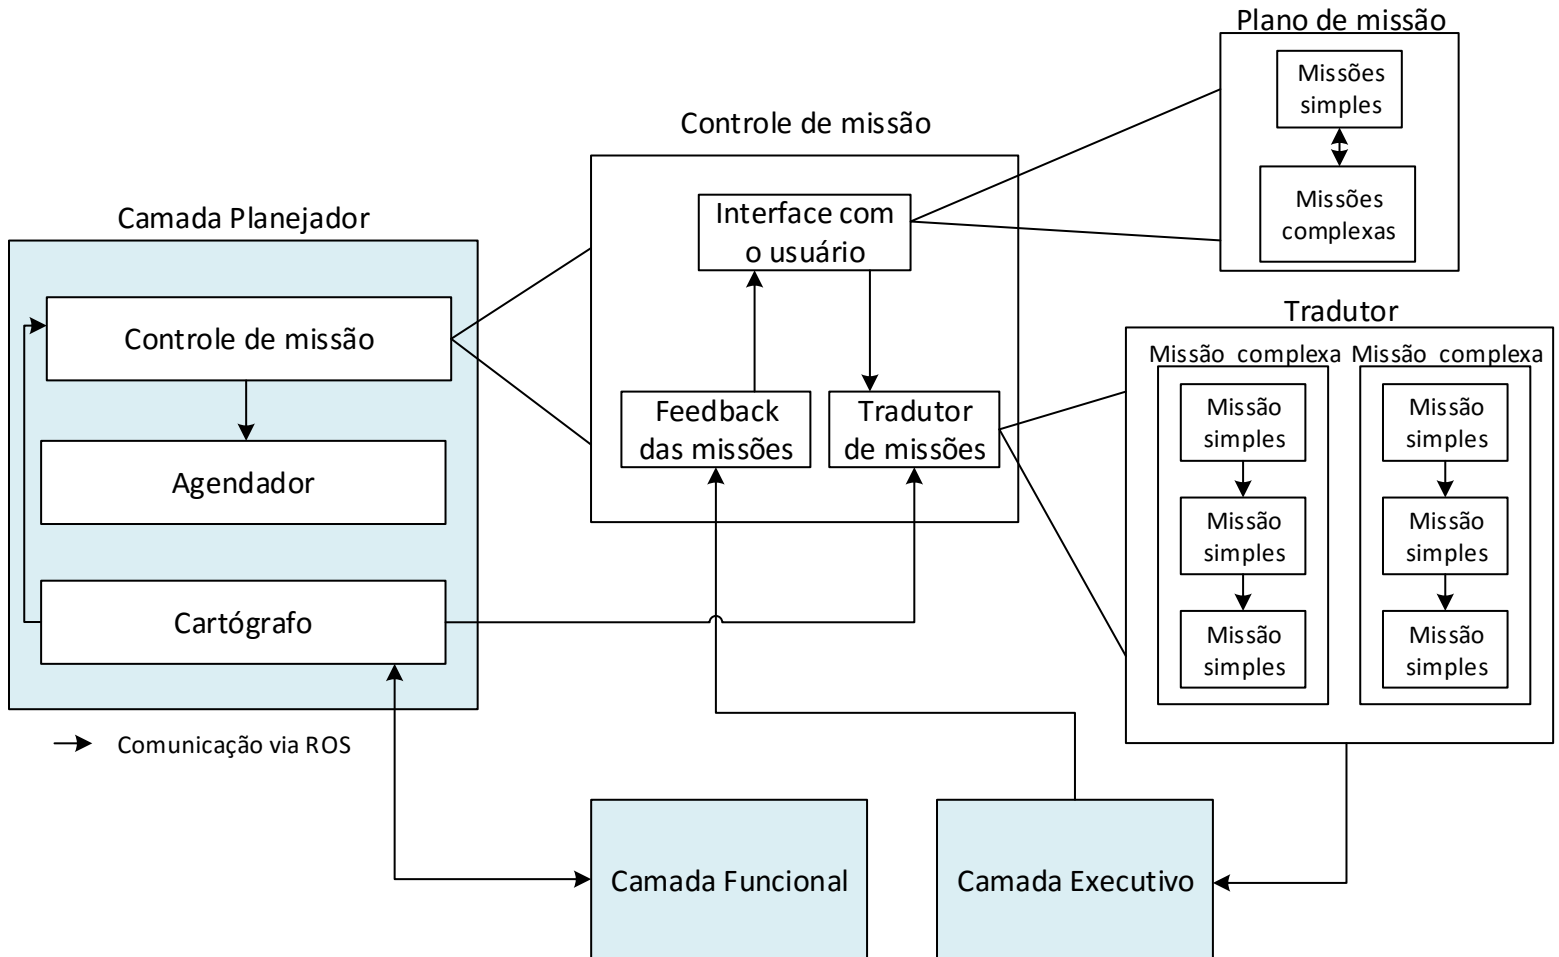 Plano de missão
Missões
simples
Missões
complexas
Controle de missão
Interface com
o usuário
Feedback
das missões
Tradutor
de missões
Camada Planejador
Controle de missão
Agendador
Cartógrafo
Comunicação via ROS
Tradutor
Missão complexa
Missão
simples
Missão
simples
Missão
simples
Missão complexa
Missão
simples
Missão
simples
Missão
simples
Camada Funcional
Camada Executivo